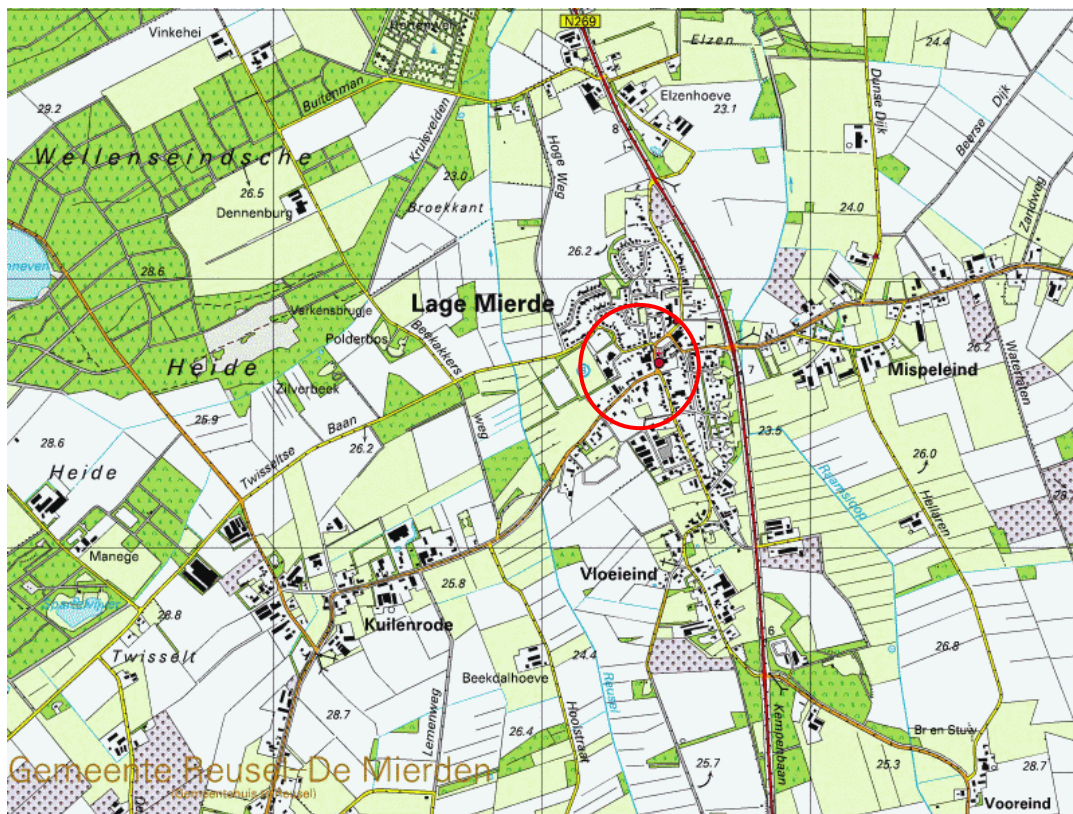 N269
Vinkehei
Elzen
24.4
Buitenman
Elzenhoeve
23.1
Dunse Dijk
Beerse Dijk
29.2
8
Kruisvelden
Hoge Weg
Wellenseindsche
26.5
23.0
Dennenburg
Broekkant
Zandweg
24.0
26.2
28.6
Lage Mierde
Varkensbrugje
Polderbos
Beekakkers
weg
Heide
Zilverbeek
7
Mispeleind
26.2
Waterlaten
25.9
Baan
26.2
Twisseltse
23.5
28.6
Heide
26.0
Raamsloop
Hellaren
Manege
25.8
Vloeieind
28.8
Kuilenrode
6
Twisselt
24.4
26.8
Beekdalhoeve
Reusel
Lemenweg
28.7
Hoolstraat
26.4
Kempenbaan
Br en Stuw
25.7
25.3
28.7
Gemeente Reusel-De Mierden
Vooreind
De